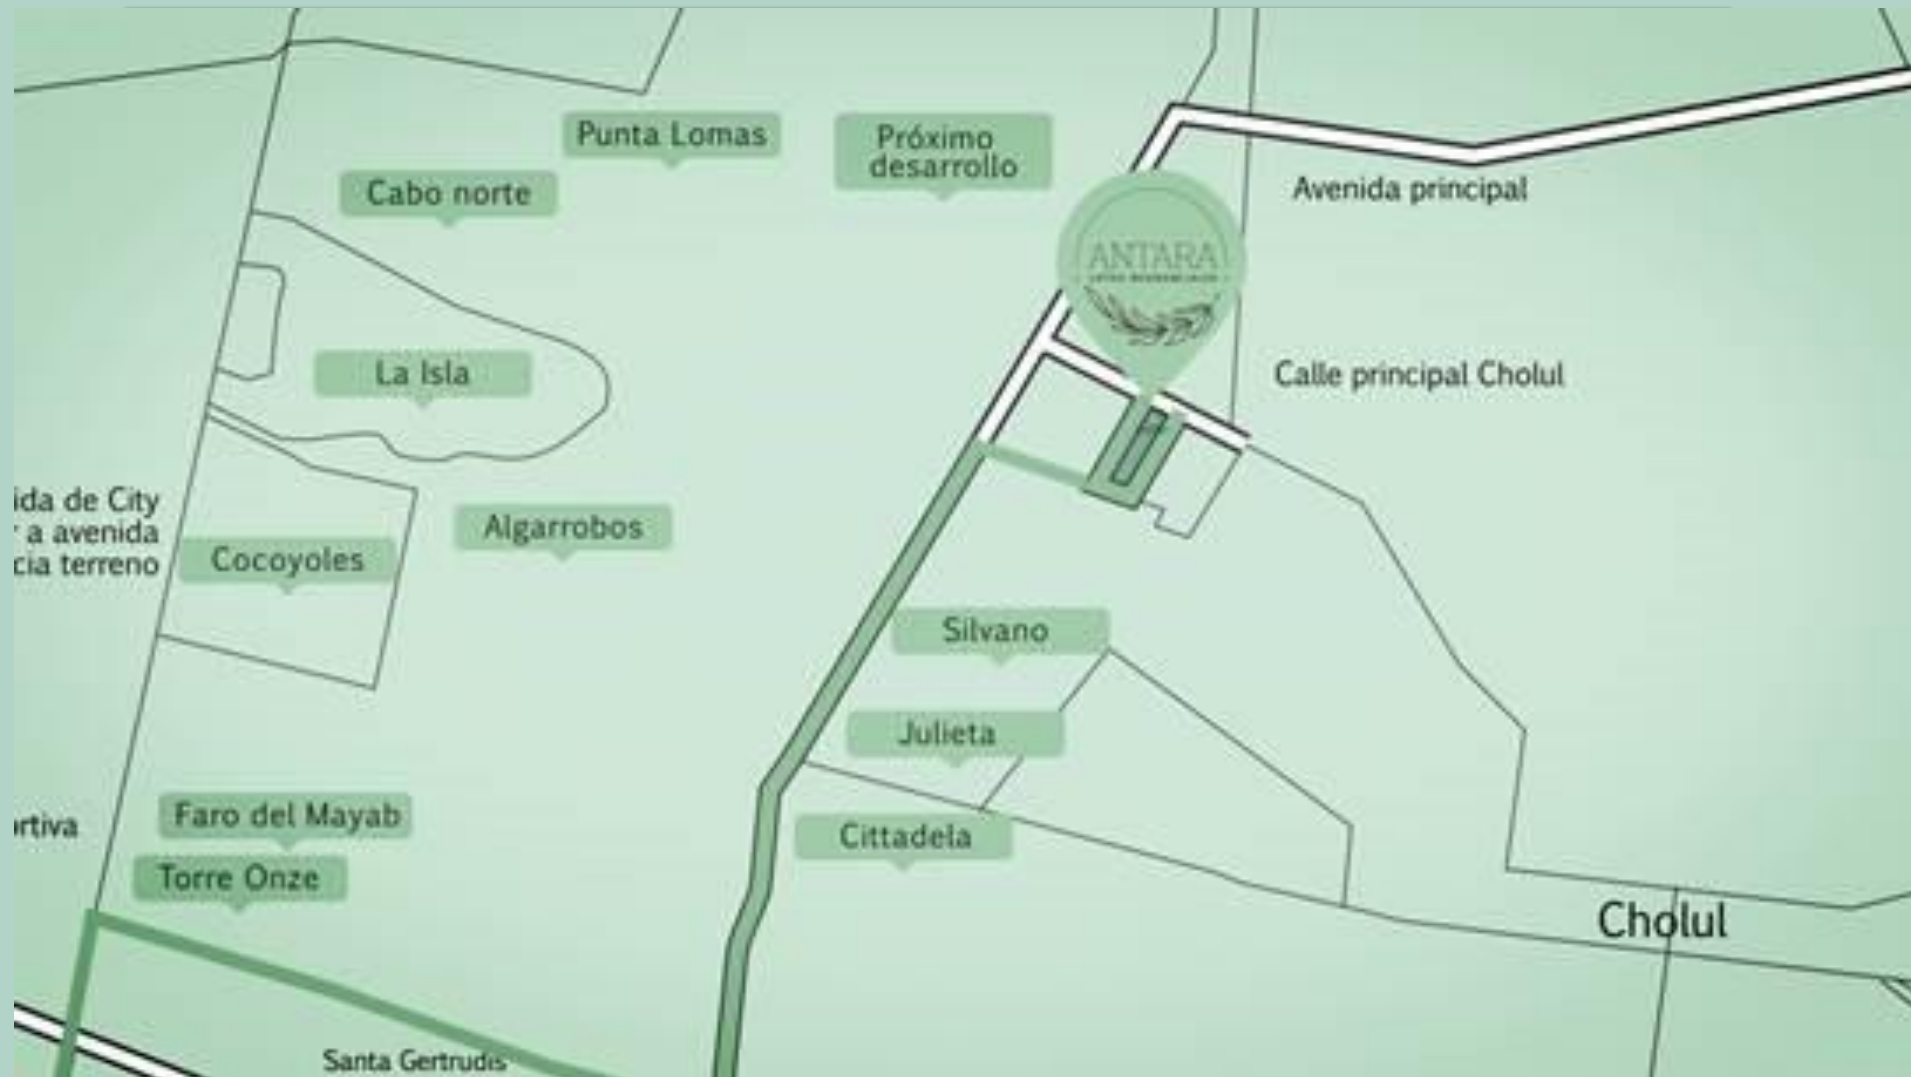 Punta Lomas
Próximo
desarrollo
Cabo norte
Avenida principal
ANTARA
La Isla
Calle principal Cholul
ida de City
a avenida
cia terreno
Algarrobos
Cocoyoles
Silvano
Julieta
Faro del Mayab
rtiva
Cittadela
Torre Onze
Cholul
Santa Gertrudis